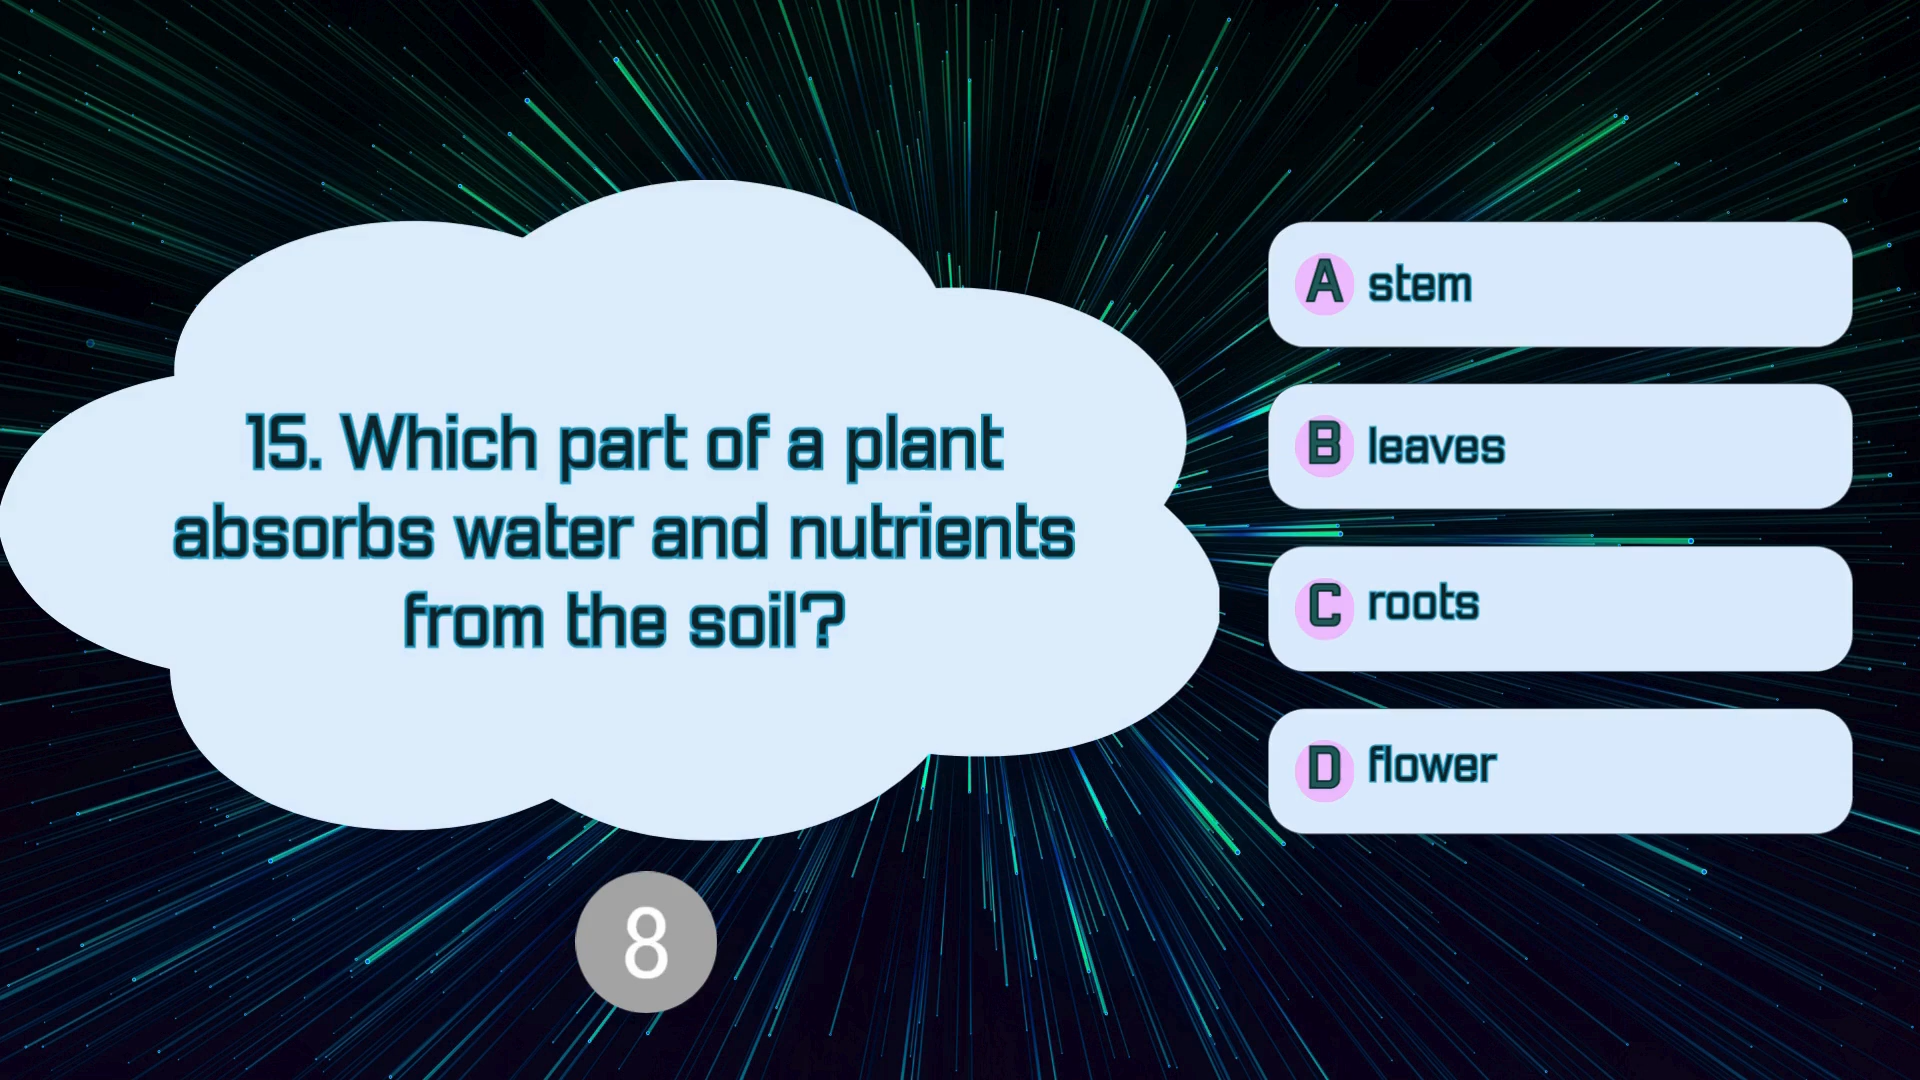 15. Which part of a plant
absorbs water and nutrients
from the soil?
A stem
B leaves
C roots
D flower
8